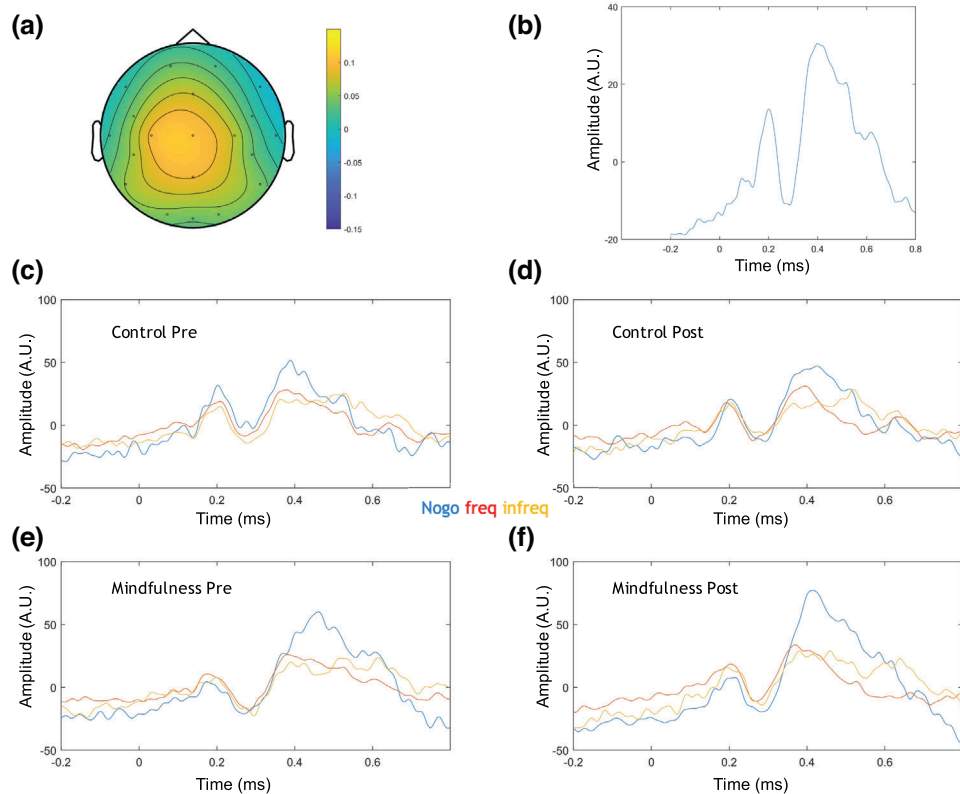 (a)
0.1
0.05
0
-0.05
-0.1
-0.15
(b)
Amplitude (A.U.)
40
20
0
-20
-0.2 0 0.2 0.4 0.6 0.8
Time (ms)
(c)
Control Pre
Amplitude (A.U.)
100
50
0
-50
-0.2 0 0.2 0.4 0.6
Time (ms)
(d)
Control Post
Amplitude (A.U.)
100
50
0
-50
-0.2 0 0.2 0.4 0.6
Time (ms)
Nogo freq infreq
(e)
Mindfulness Pre
Amplitude (A.U.)
100
50
0
-50
-0.2 0 0.2 0.4 0.6
Time (ms)
(f)
Mindfulness Post
Amplitude (A.U.)
100
50
0
-50
-0.2 0 0.2 0.4 0.6
Time (ms)